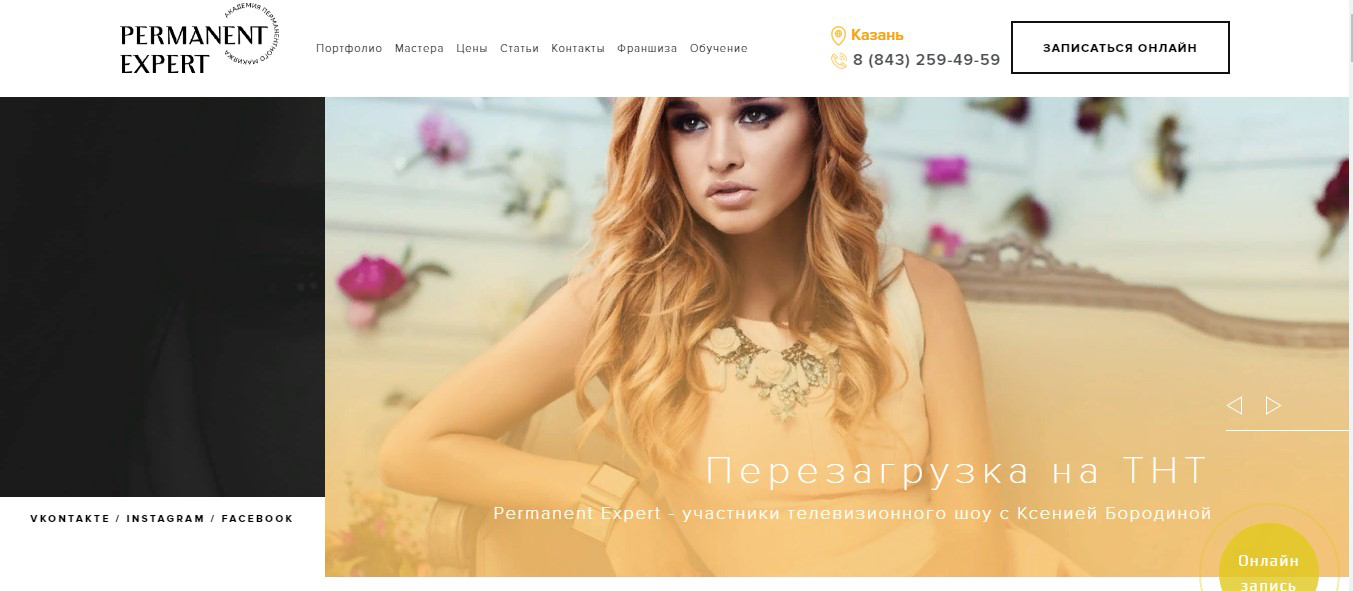 PERMANENT
EXPERT
АКАДЕМИЯ ПЕРМАНЕНТНОГО МАКИЯЖА
Портфолио Мастера Цены Статьи Контакты Франшиза Обучение
Казань
8 (843) 259-49-59
ЗАПИСАТЬСЯ ОНЛАЙН
Перезагрузка на ТНТ
Permanent Expert - участники телевизионного шоу с Ксенией Бородиной
VKONTAKTE / INSTAGRAM / FACEBOOK
Онлайн
запись